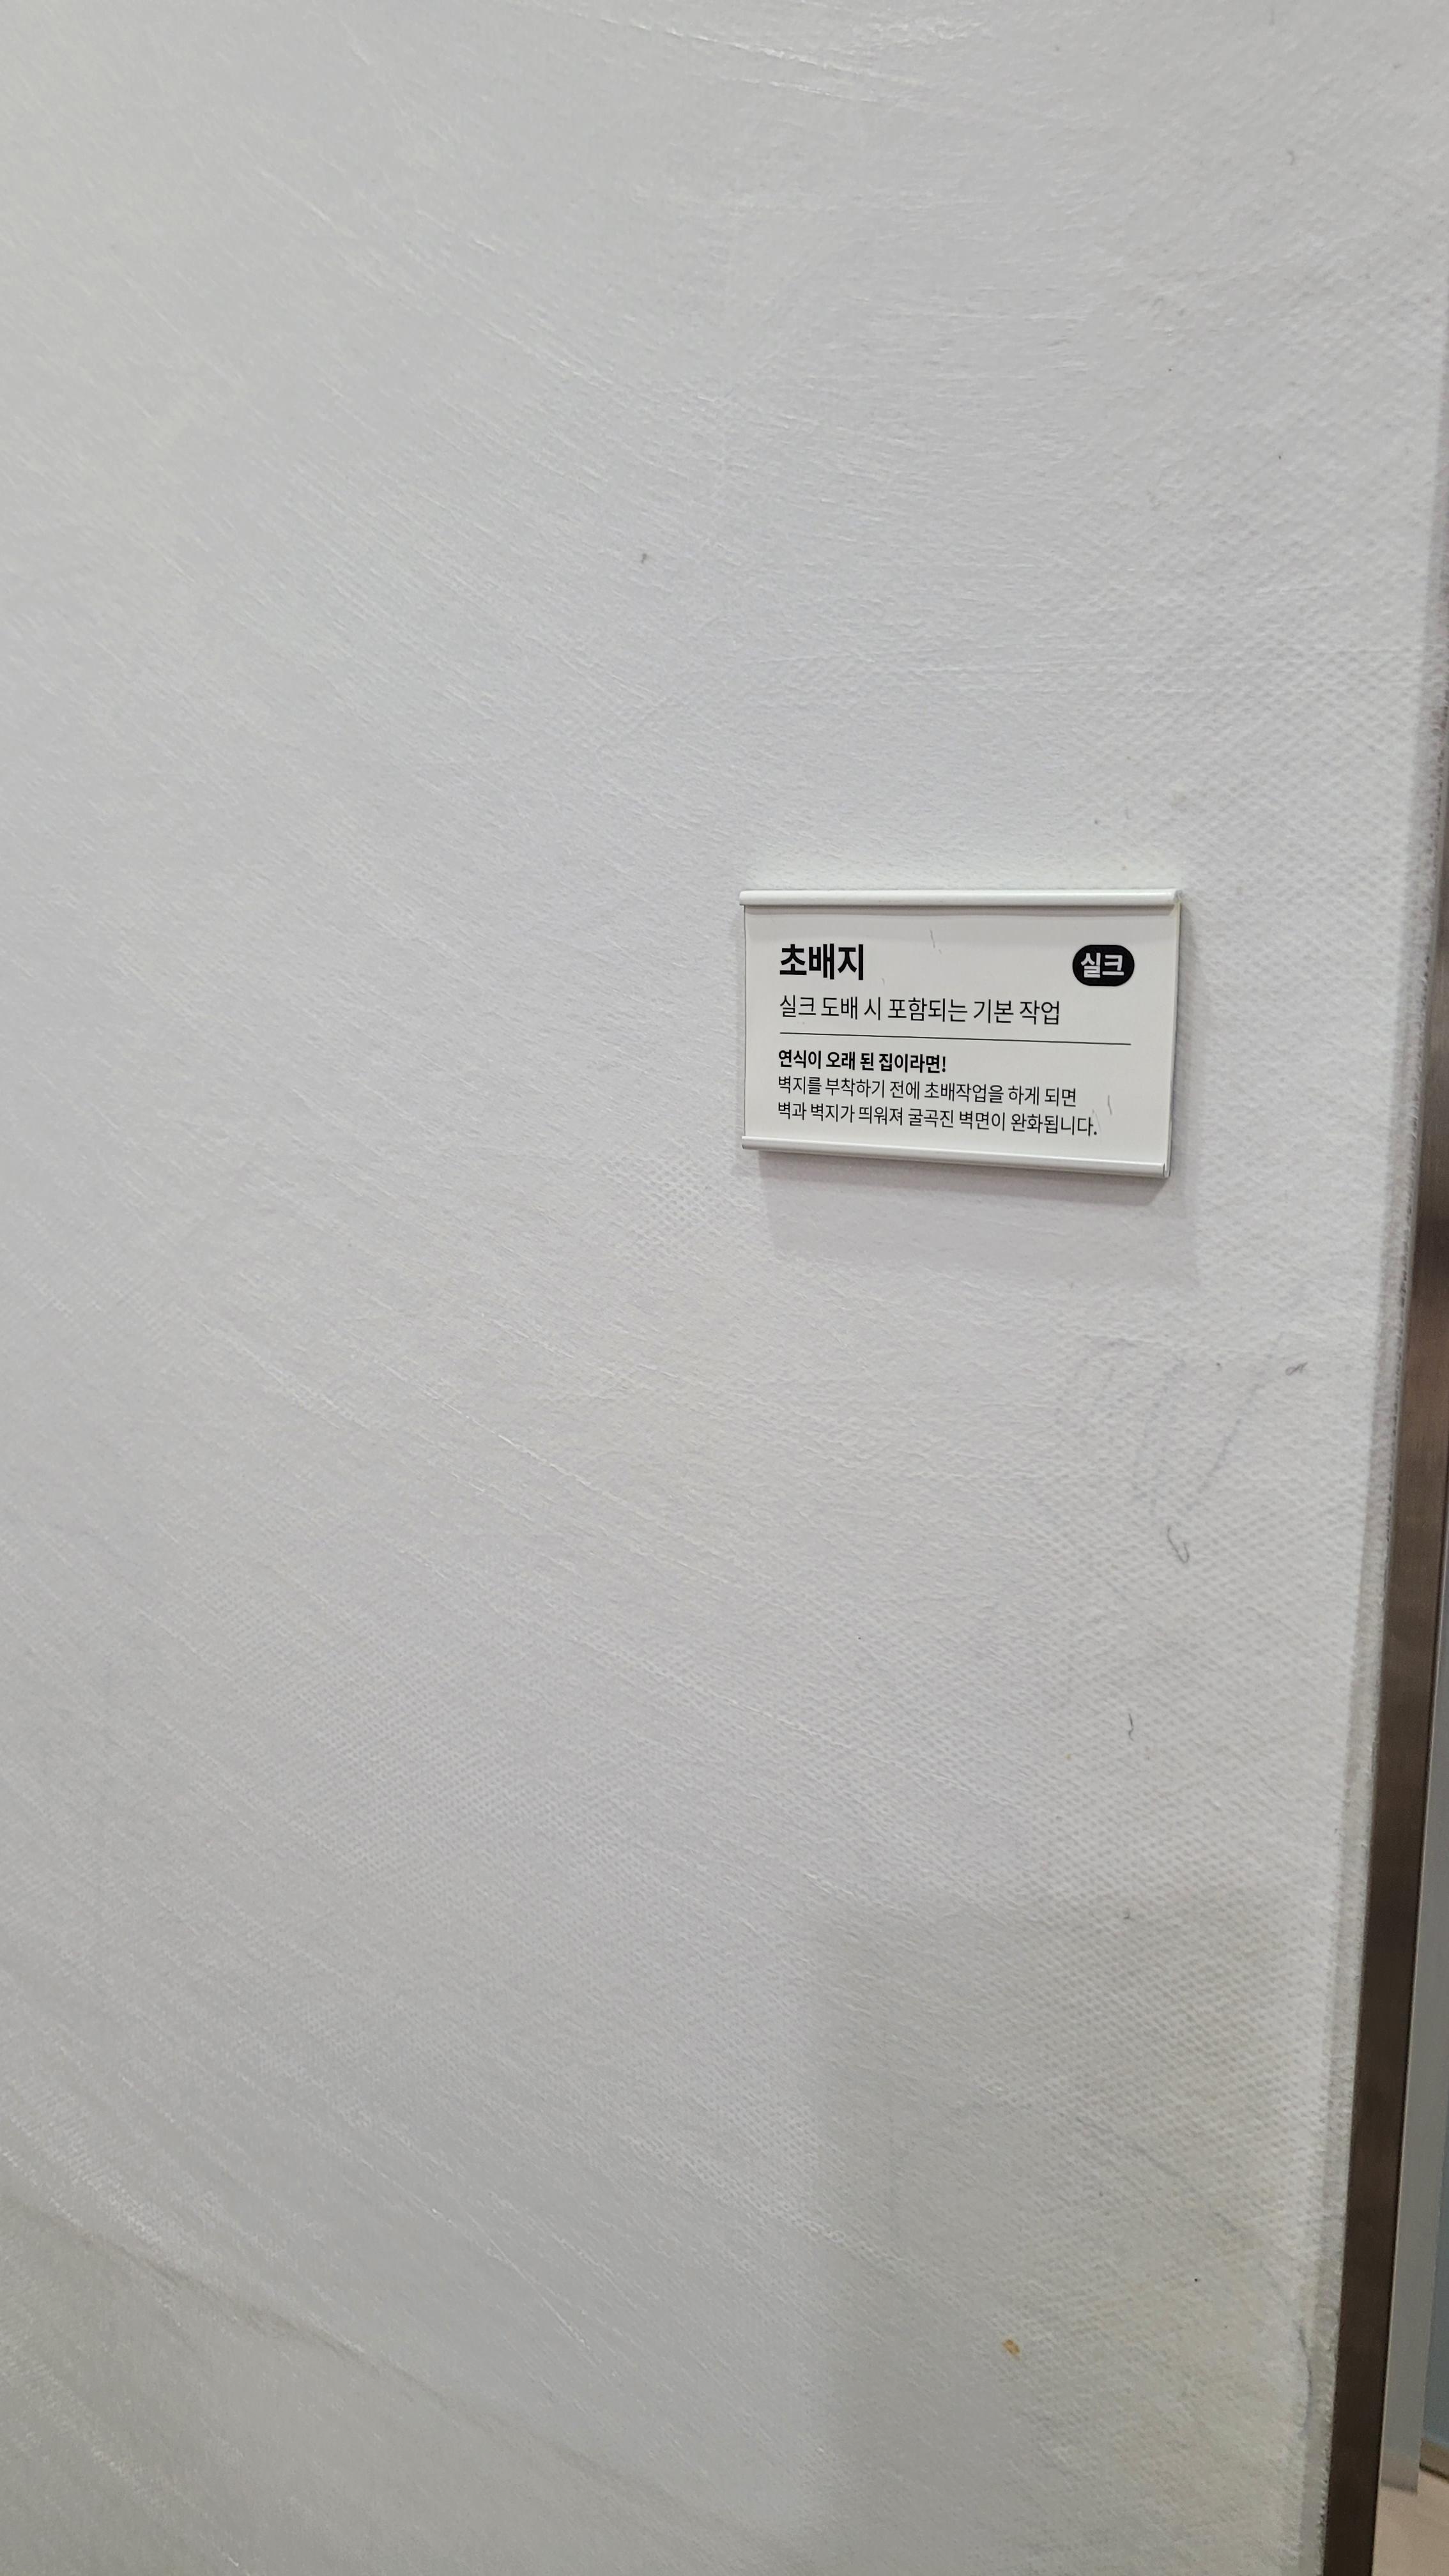 초배지
실크
실크 도배 시 포함되는 기본 작업
연식이 오래 된 집이라면!
벽지를 부착하기 전에 초배작업을 하게 되면
벽과 벽지가 띄워져 굴곡진 벽면이 완화됩니다.